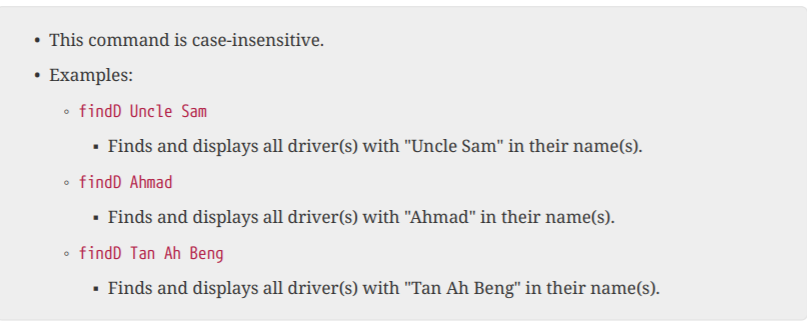 • This command is case-insensitive.
• Examples:
◦ findD Uncle Sam
▪ Finds and displays all driver(s) with "Uncle Sam" in their name(s).
◦ findD Ahmad
▪ Finds and displays all driver(s) with "Ahmad" in their name(s).
◦ findD Tan Ah Beng
▪ Finds and displays all driver(s) with "Tan Ah Beng" in their name(s).